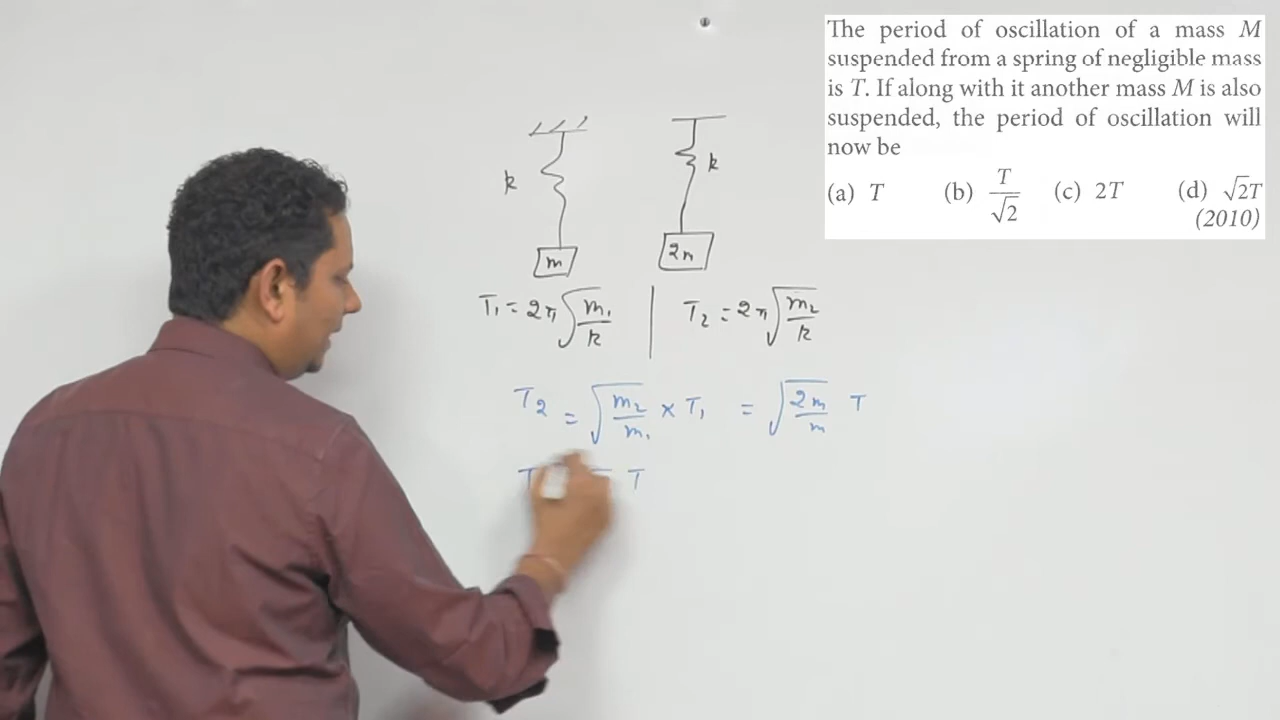 The period of oscillation of a mass M
suspended from a spring of negligible mass
is T. If along with it another mass M is also
suspended, the period of oscillation will
now be
(a) T (b) T/√2 (c) 2T (d) √2T
(2010)
k
k
m
2m
T₁ = 2π√(m₁/k) | T₂ = 2π√(m₂/k)
T₂ = √(m₂/m₁) × T₁ = √(2m/m) T
T T